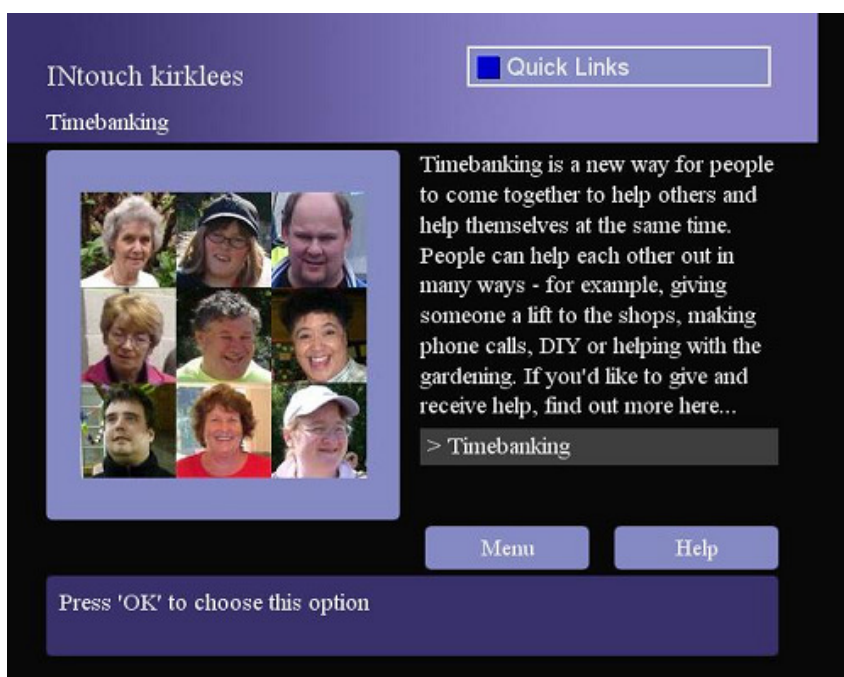 INtouch kirklees
Quick Links
Timebanking
Timebanking is a new way for people
to come together to help others and
help themselves at the same time.
People can help each other out in
many ways - for example, giving
someone a lift to the shops, making
phone calls, DIY or helping with the
gardening. If you'd like to give and
receive help, find out more here...
> Timebanking
Menu
Help
Press 'OK' to choose this option